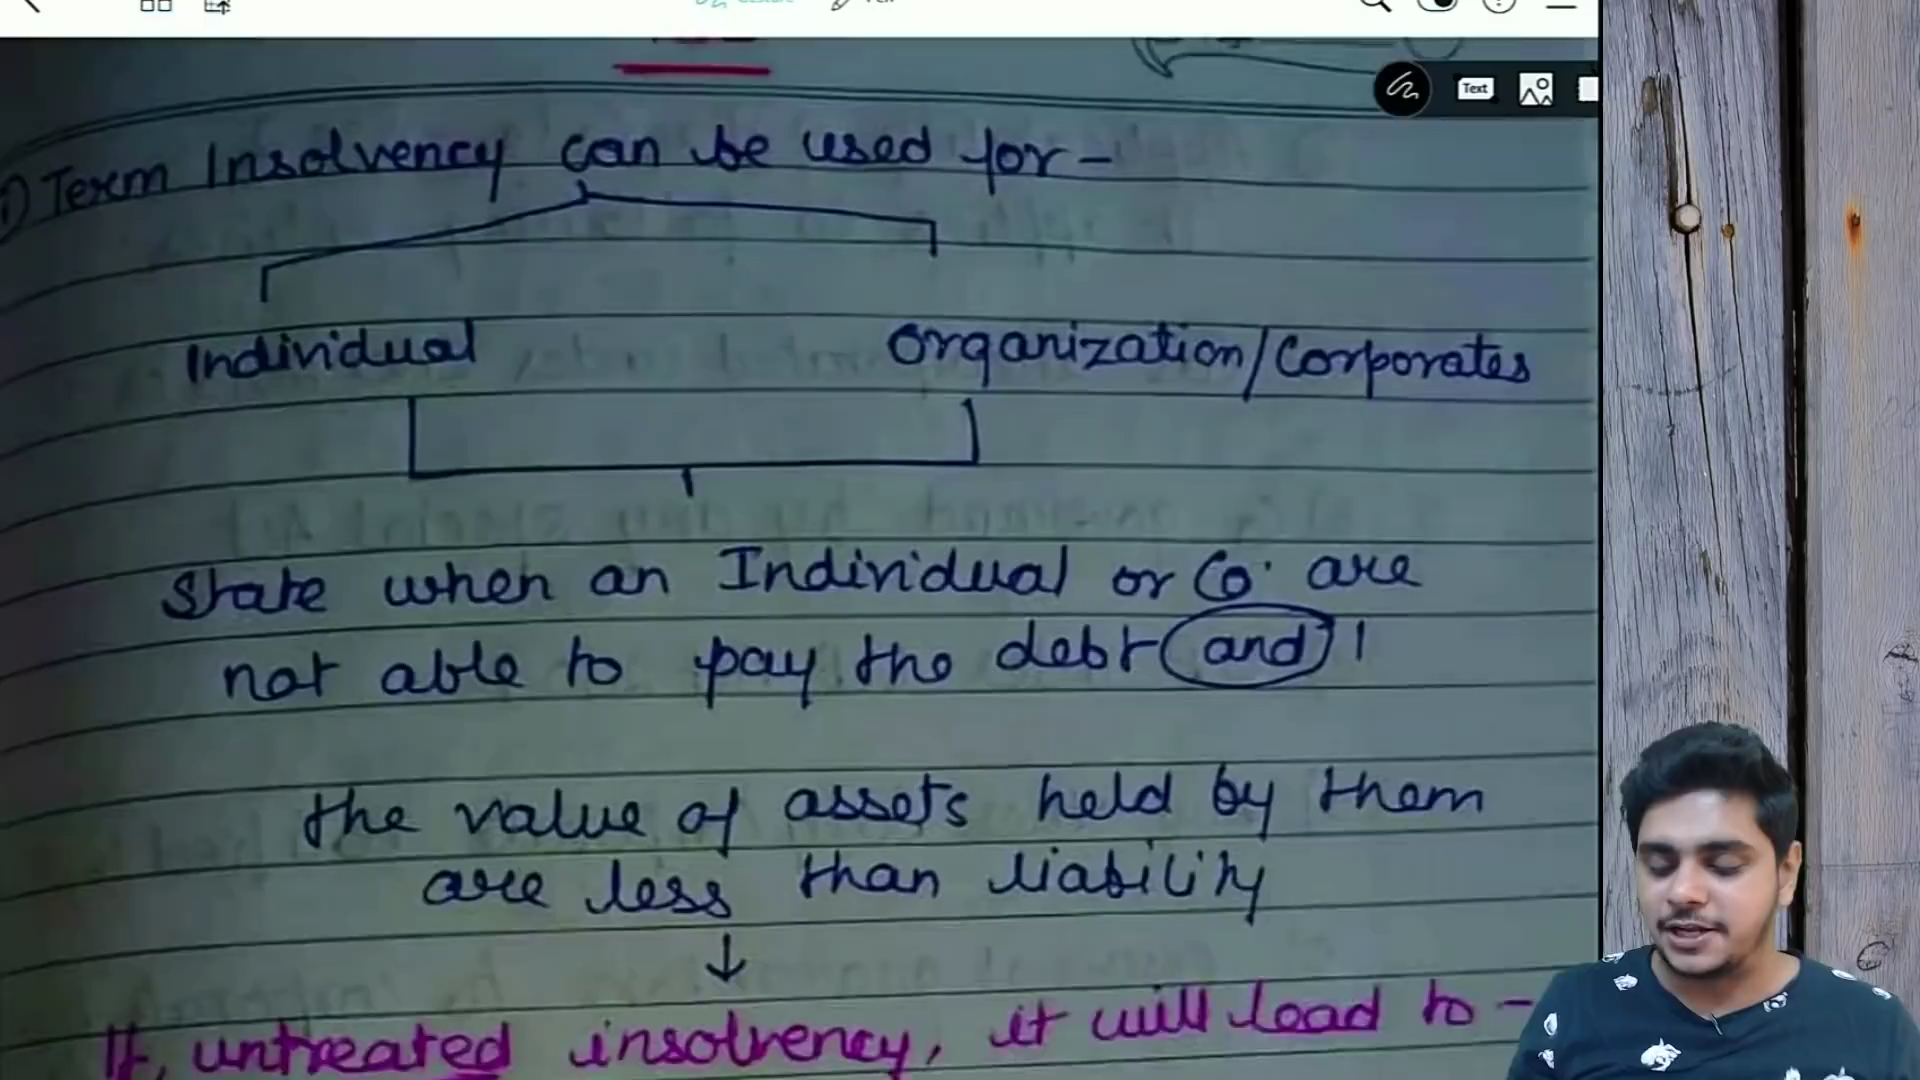 Text
1) Term Insolvency can be used for -
Individual
Organization/Corporates
State when an Individual or Co. are
not able to pay the debt and
the value of assets held by them
are less than liability
If, untreated insolvency, it will lead to -